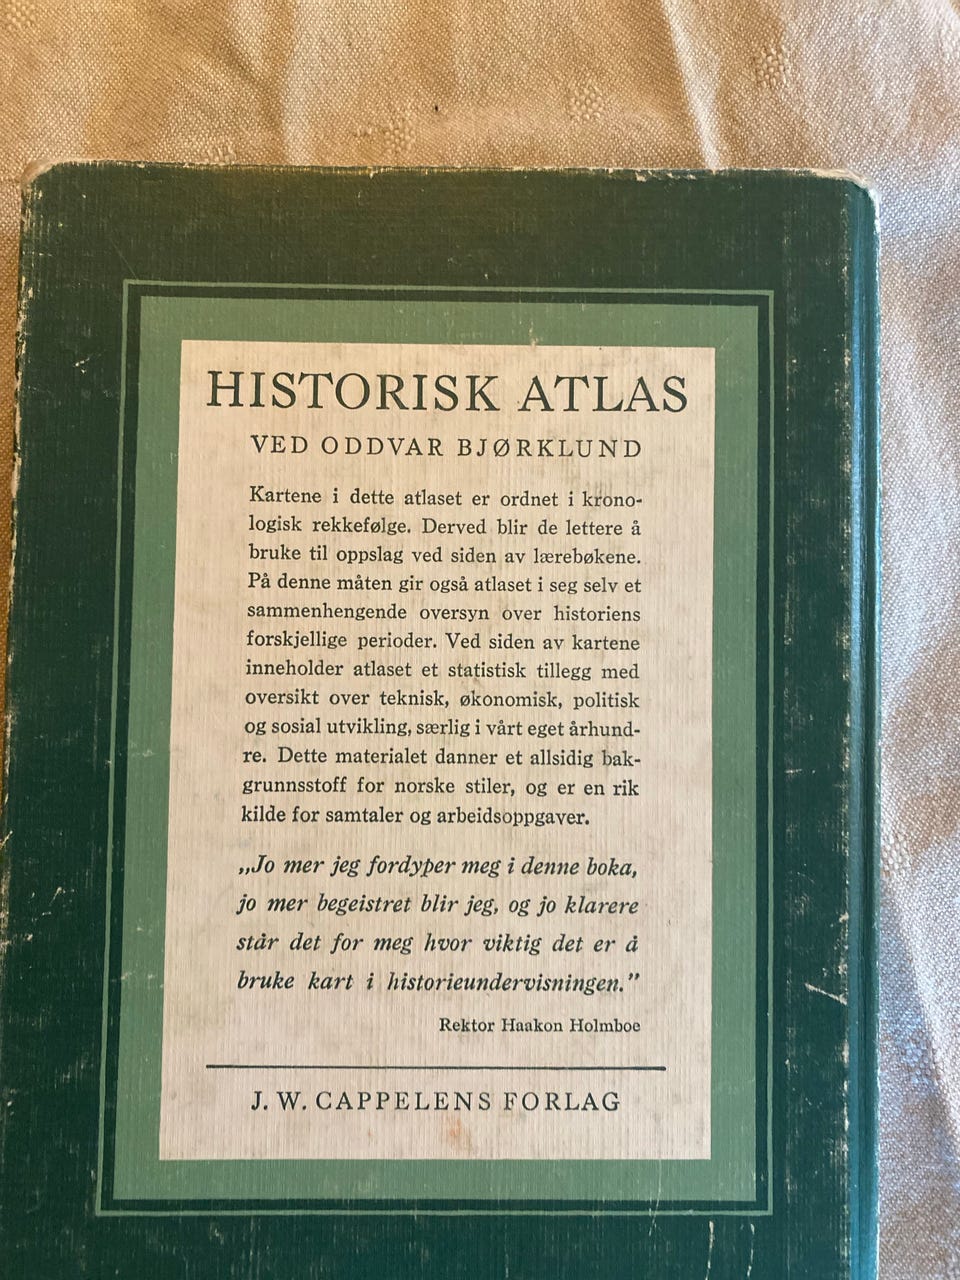 HISTORISK ATLAS
VED ODDVAR BJØRKLUND
Kartene i dette atlaset er ordnet i krono-
logisk rekkefølge. Derved blir de lettere å
bruke til oppslag ved siden av lærebøkene.
På denne måten gir også atlaset i seg selv et
sammenhengende oversyn over historiens
forskjellige perioder. Ved siden av kartene
inneholder atlaset et statistisk tillegg med
oversikt over teknisk, økonomisk, politisk
og sosial utvikling, særlig i vårt eget århund-
re. Dette materialet danner et allsidig bak-
grunnsstoff for norske stiler, og er en rik
kilde for samtaler og arbeidsoppgaver.
„Jo mer jeg fordyper meg i denne boka,
jo mer begeistret blir jeg, og jo klarere
står det for meg hvor viktig det er å
bruke kart i historieundervisningen.”
Rektor Haakon Holmboe
J. W. CAPPELENS FORLAG